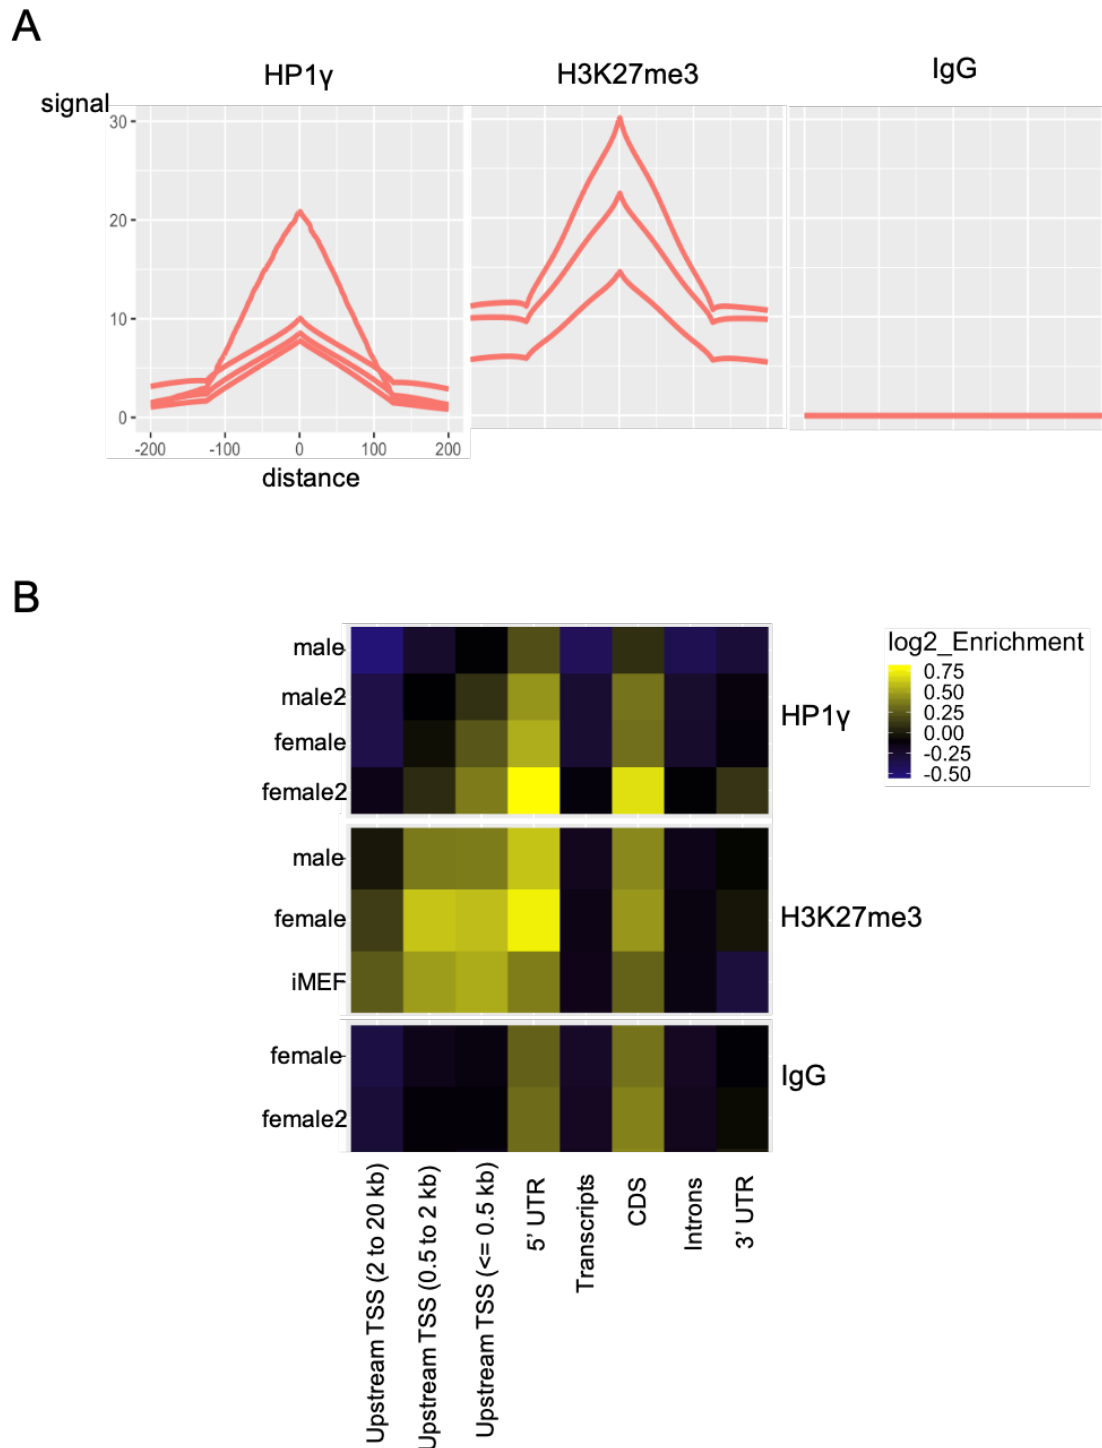 A
HP1γ
H3K27me3
IgG
signal
30
20
10
0
-200
-100
0
100
200
distance
B
male
male2
female
female2
HP1γ
male
female
iMEF
H3K27me3
female
female2
IgG
log2_Enrichment
0.75
0.50
0.25
0.00
-0.25
-0.50
Upstream TSS (2 to 20 kb)
Upstream TSS (0.5 to 2 kb)
Upstream TSS (<= 0.5 kb)
5’ UTR
Transcripts
CDS
Introns
3’ UTR